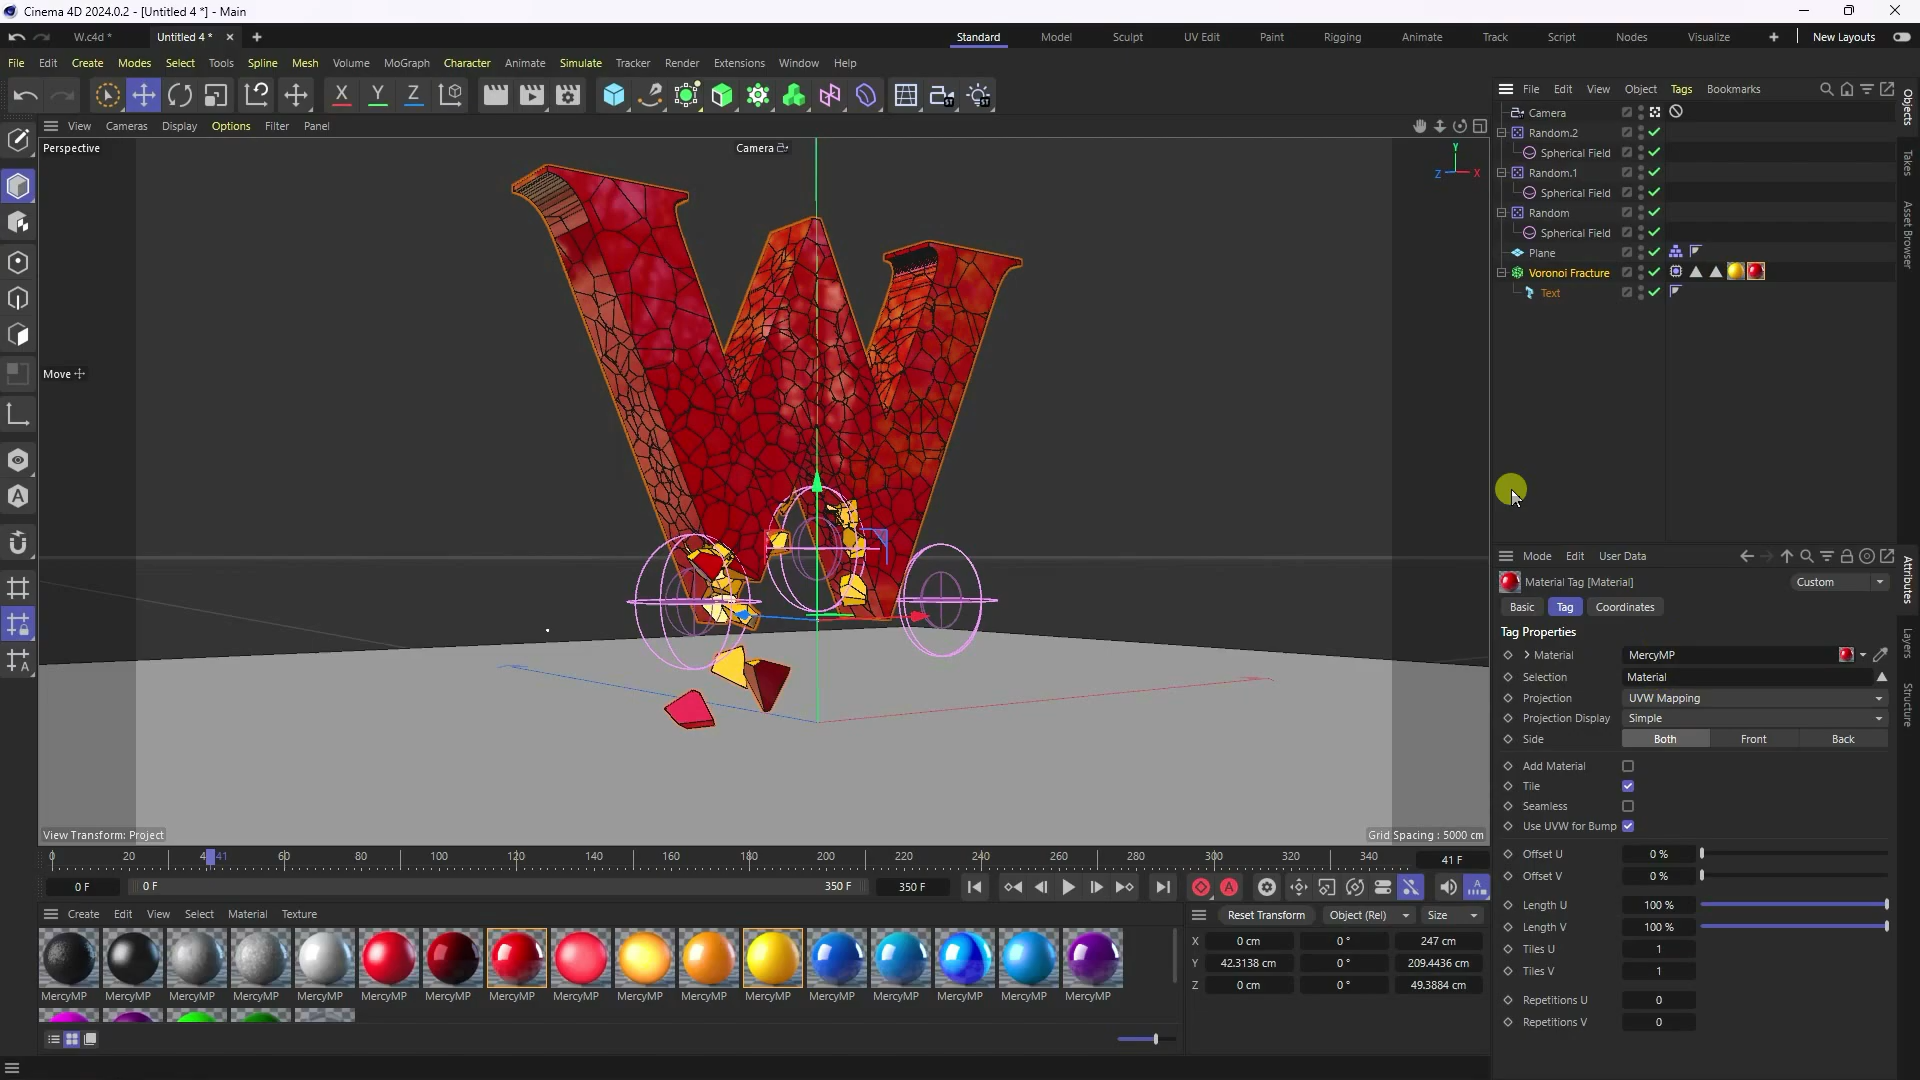 Cinema 4D 2024.0.2 - [Untitled 4 *] - Main
W.c4d *
Untitled 4 *
Standard
Model
Sculpt
UV Edit
Paint
Rigging
Animate
Track
Script
Nodes
Visualize
New Layouts
File Edit Create Modes Select Tools Spline Mesh Volume MoGraph Character Animate Simulate Tracker Render Extensions Window Help
X Y Z
File Edit View Object Tags Bookmarks
View Cameras Display Options Filter Panel
Perspective
Camera
Y
Z X
Move
Camera
Random.2
Spherical Field
Random.1
Spherical Field
Random
Spherical Field
Plane
Voronoi Fracture
Text
Objects
Takes
Asset Browser
Mode Edit User Data
Material Tag [Material]
Custom
Basic Tag Coordinates
Tag Properties
Material MercyMP
Selection Material
Projection UVW Mapping
Projection Display Simple
Side Both Front Back
Add Material
Tile
Seamless
Use UVW for Bump
Offset U 0 %
Offset V 0 %
Length U 100 %
Length V 100 %
Tiles U 1
Tiles V 1
Repetitions U 0
Repetitions V 0
Attributes
Layers
Structure
View Transform: Project
Grid Spacing : 5000 cm
0 20 4 41 60 80 100 120 140 160 180 200 220 240 260 280 300 320 340 41 F
0 F 0 F 350 F 350 F
Create Edit View Select Material Texture
MercyMP MercyMP MercyMP MercyMP MercyMP MercyMP MercyMP MercyMP MercyMP MercyMP MercyMP MercyMP MercyMP MercyMP MercyMP MercyMP MercyMP
Reset Transform Object (Rel) Size
X 0 cm 0 ° 247 cm
Y 42.3138 cm 0 ° 209.4436 cm
Z 0 cm 0 ° 49.3884 cm